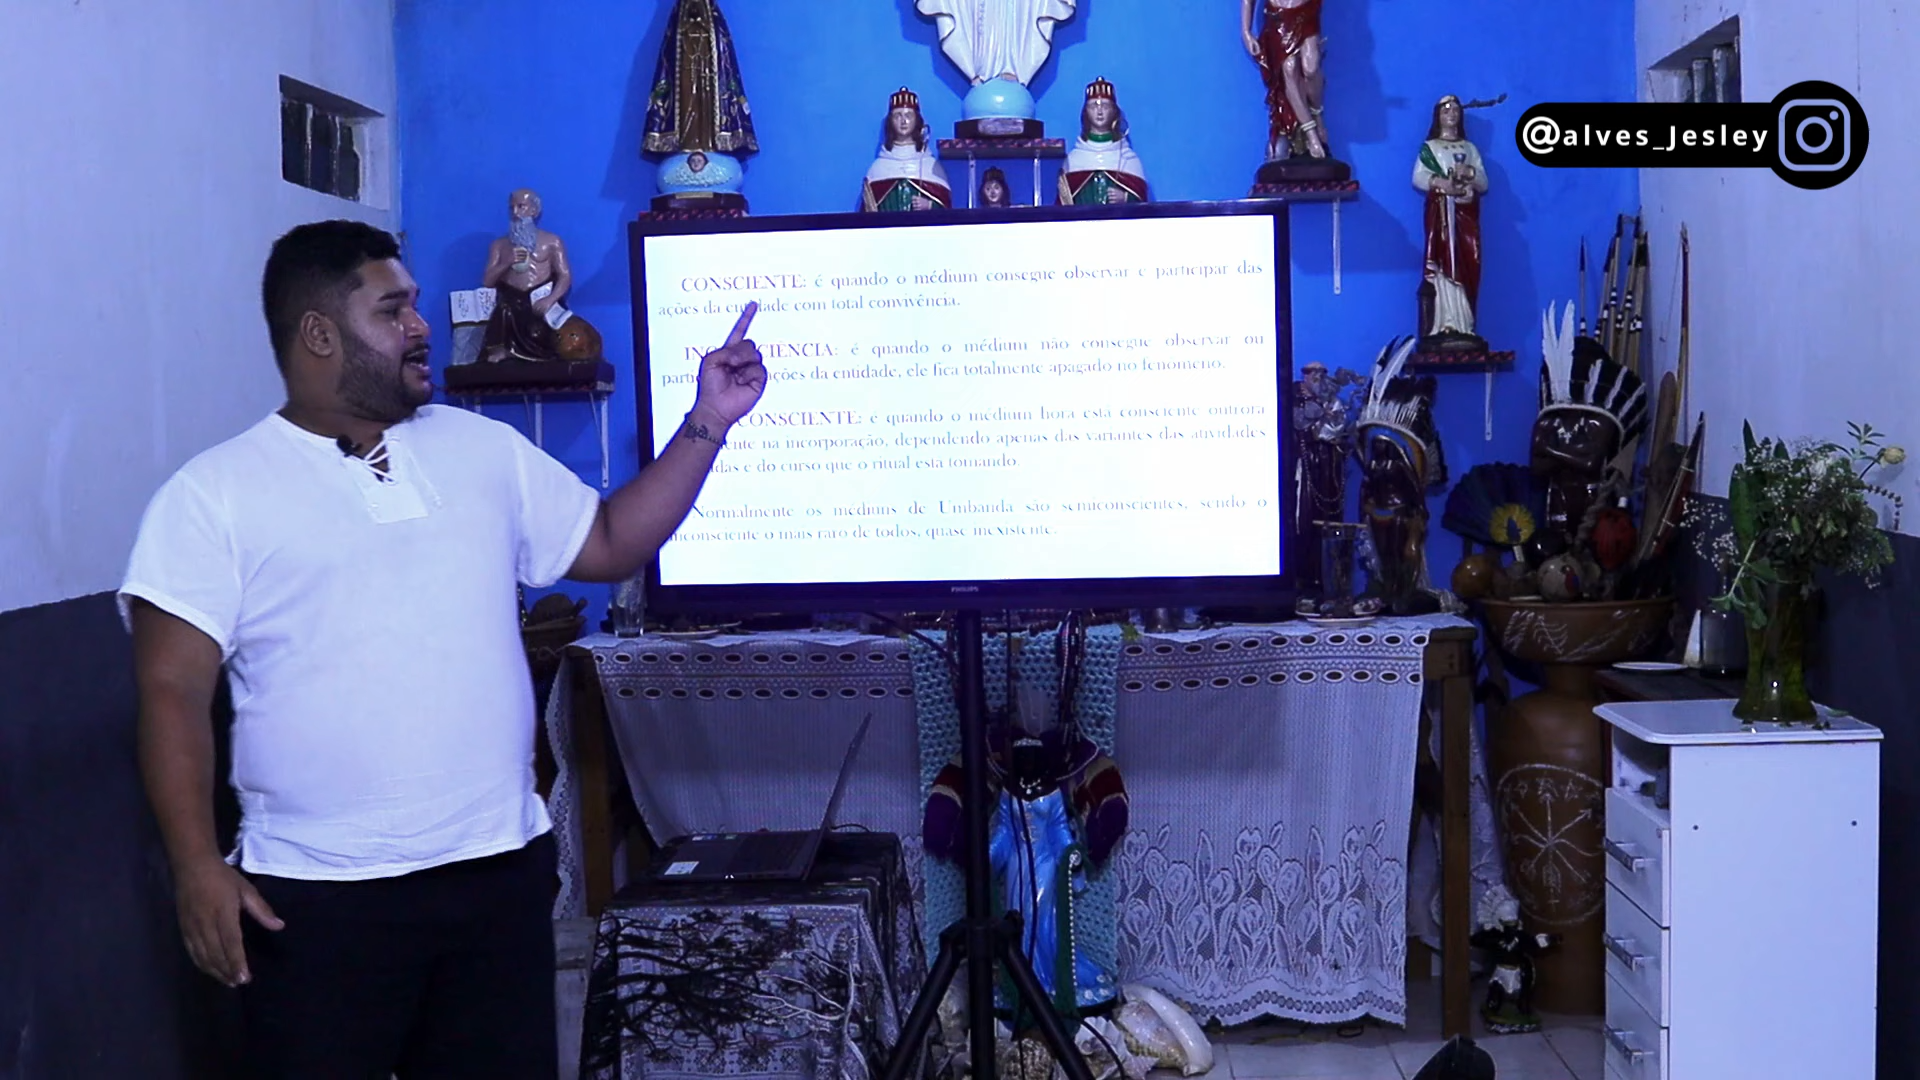 @alves_Jesley
CONSCIENTE: é quando o médium consegue observar e participar das
ações da entidade com total convivência.
é quando o médium não consegue observar ou
ações da entidade, ele fica totalmente apagado no fenômeno.
CONSCIENTE: é quando o médium hora está consciente outrora
na incorporação, dependendo apenas das variantes das atividades
e do curso que o ritual está tomando.
Normalmente os médiuns de Umbanda são semiconscientes, sendo o
inconsciente o mais raro de todos, quase inexistente.
PHILIPS